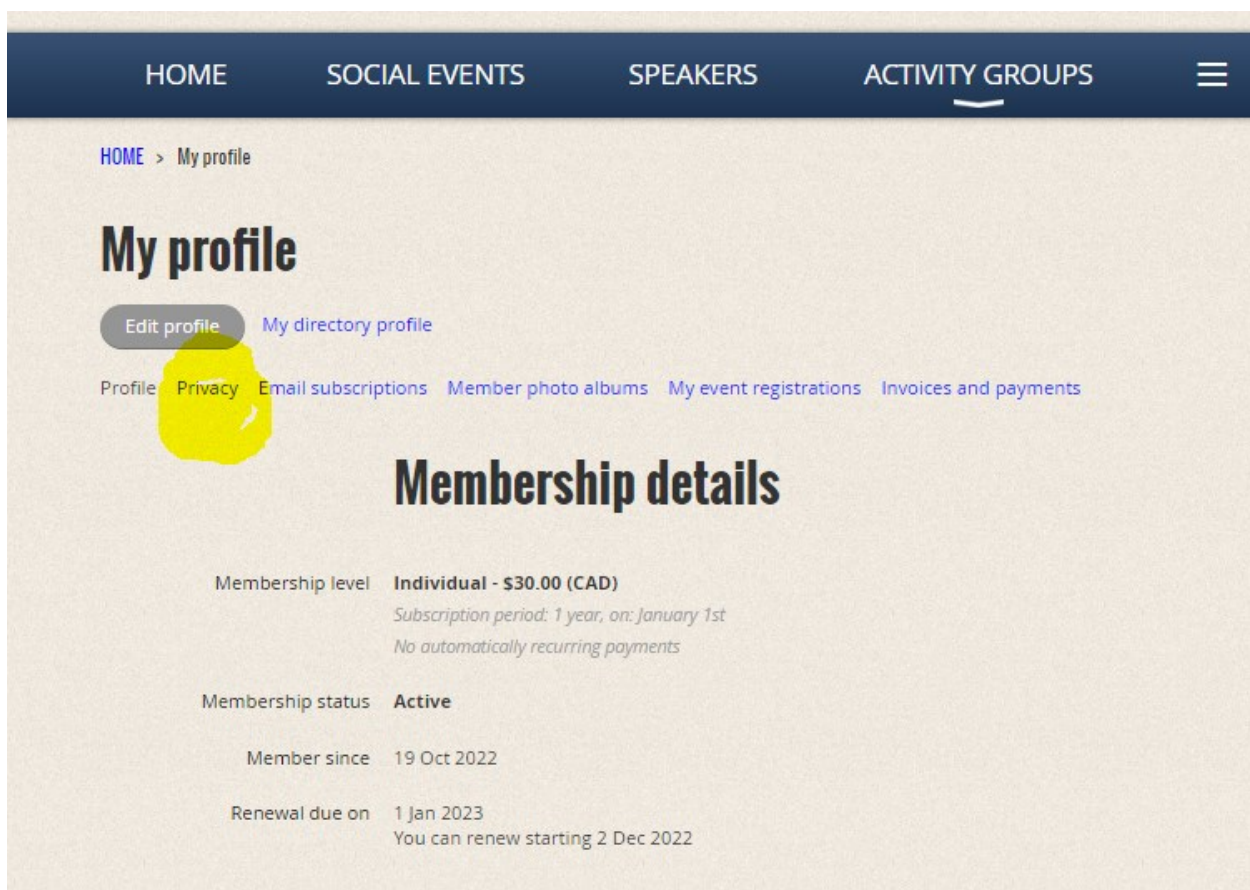 HOME SOCIAL EVENTS SPEAKERS ACTIVITY GROUPS
HOME > My profile
My profile
Edit profile My directory profile
Profile Privacy Email subscriptions Member photo albums My event registrations Invoices and payments
Membership details
Membership level Individual - $30.00 (CAD)
Subscription period: 1 year, on: January 1st
No automatically recurring payments
Membership status Active
Member since 19 Oct 2022
Renewal due on 1 Jan 2023
You can renew starting 2 Dec 2022